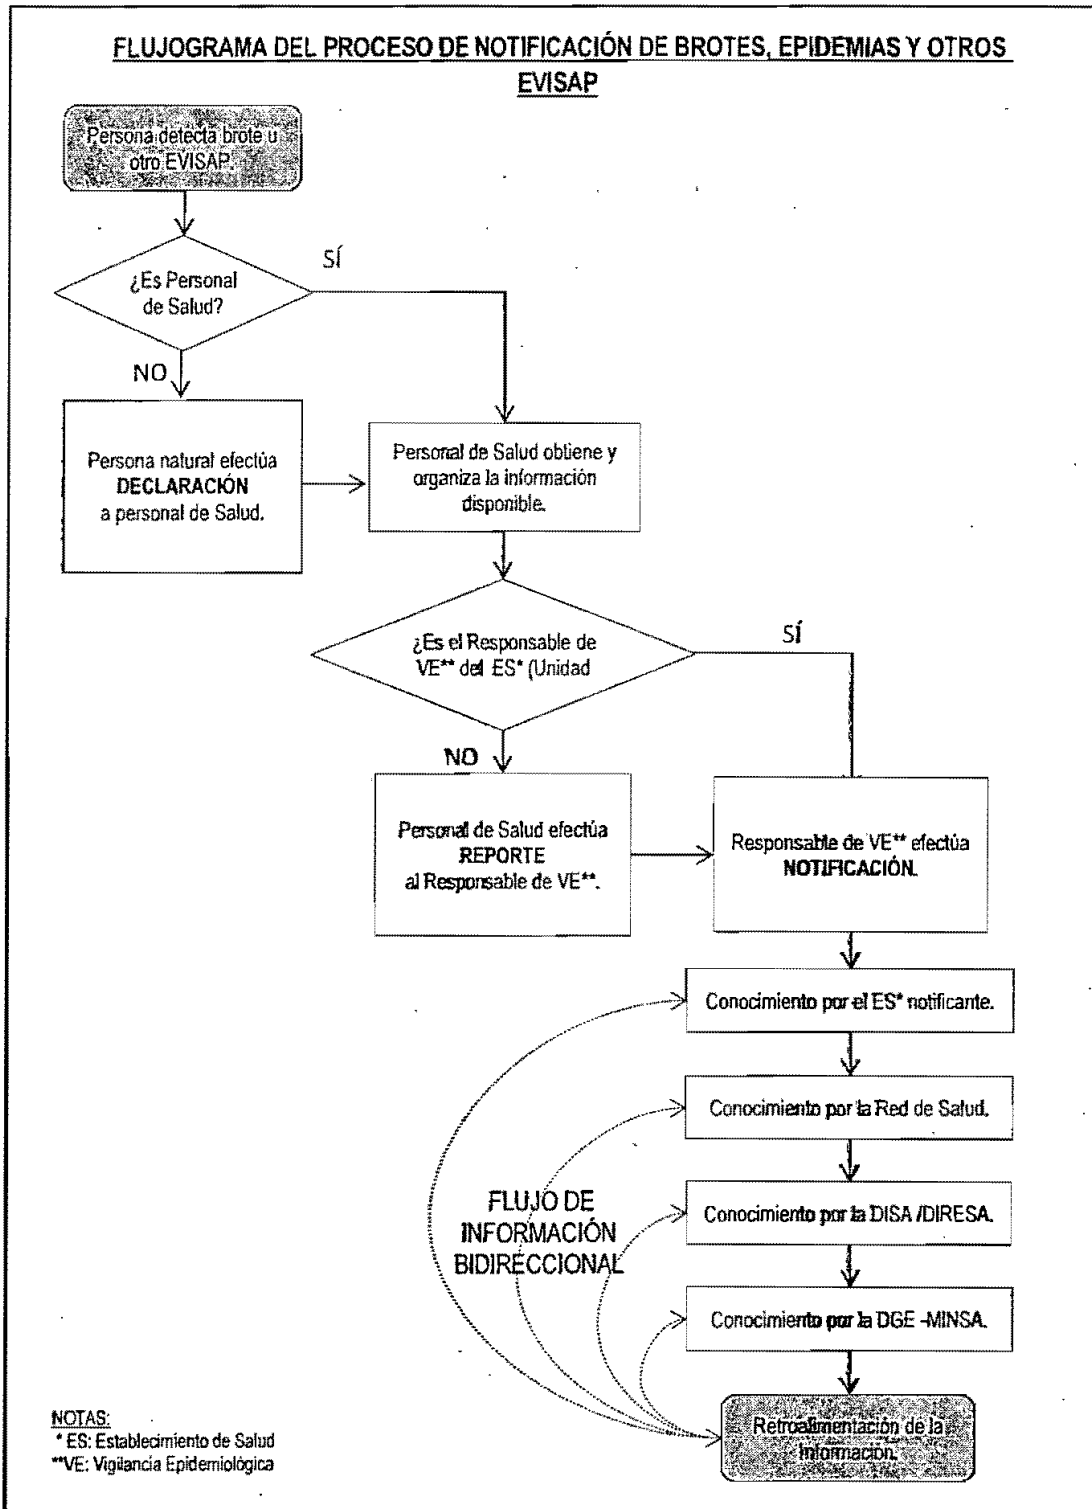 FLUJOGRAMA DEL PROCESO DE NOTIFICACIÓN DE BROTES, EPIDEMIAS Y OTROS
EVISAP
Persona detecta brote u
otro EVISAP.
¿Es Personal
de Salud?
SÍ
NO
Persona natural efectúa
DECLARACIÓN
a personal de Salud.
Personal de Salud obtiene y
organiza la información
disponible.
¿Es el Responsable de
VE** del ES* (Unidad
SÍ
NO
Personal de Salud efectúa
REPORTE
al Responsable de VE**.
Responsable de VE** efectúa
NOTIFICACIÓN.
Conocimiento por el ES* notificante.
Conocimiento por la Red de Salud.
Conocimiento por la DISA /DIRESA.
Conocimiento por la DGE -MINSA.
FLUJO DE
INFORMACIÓN
BIDIRECCIONAL
Retroalimentación de la
Información.
NOTAS:
* ES: Establecimiento de Salud
**VE: Vigilancia Epidemiológica